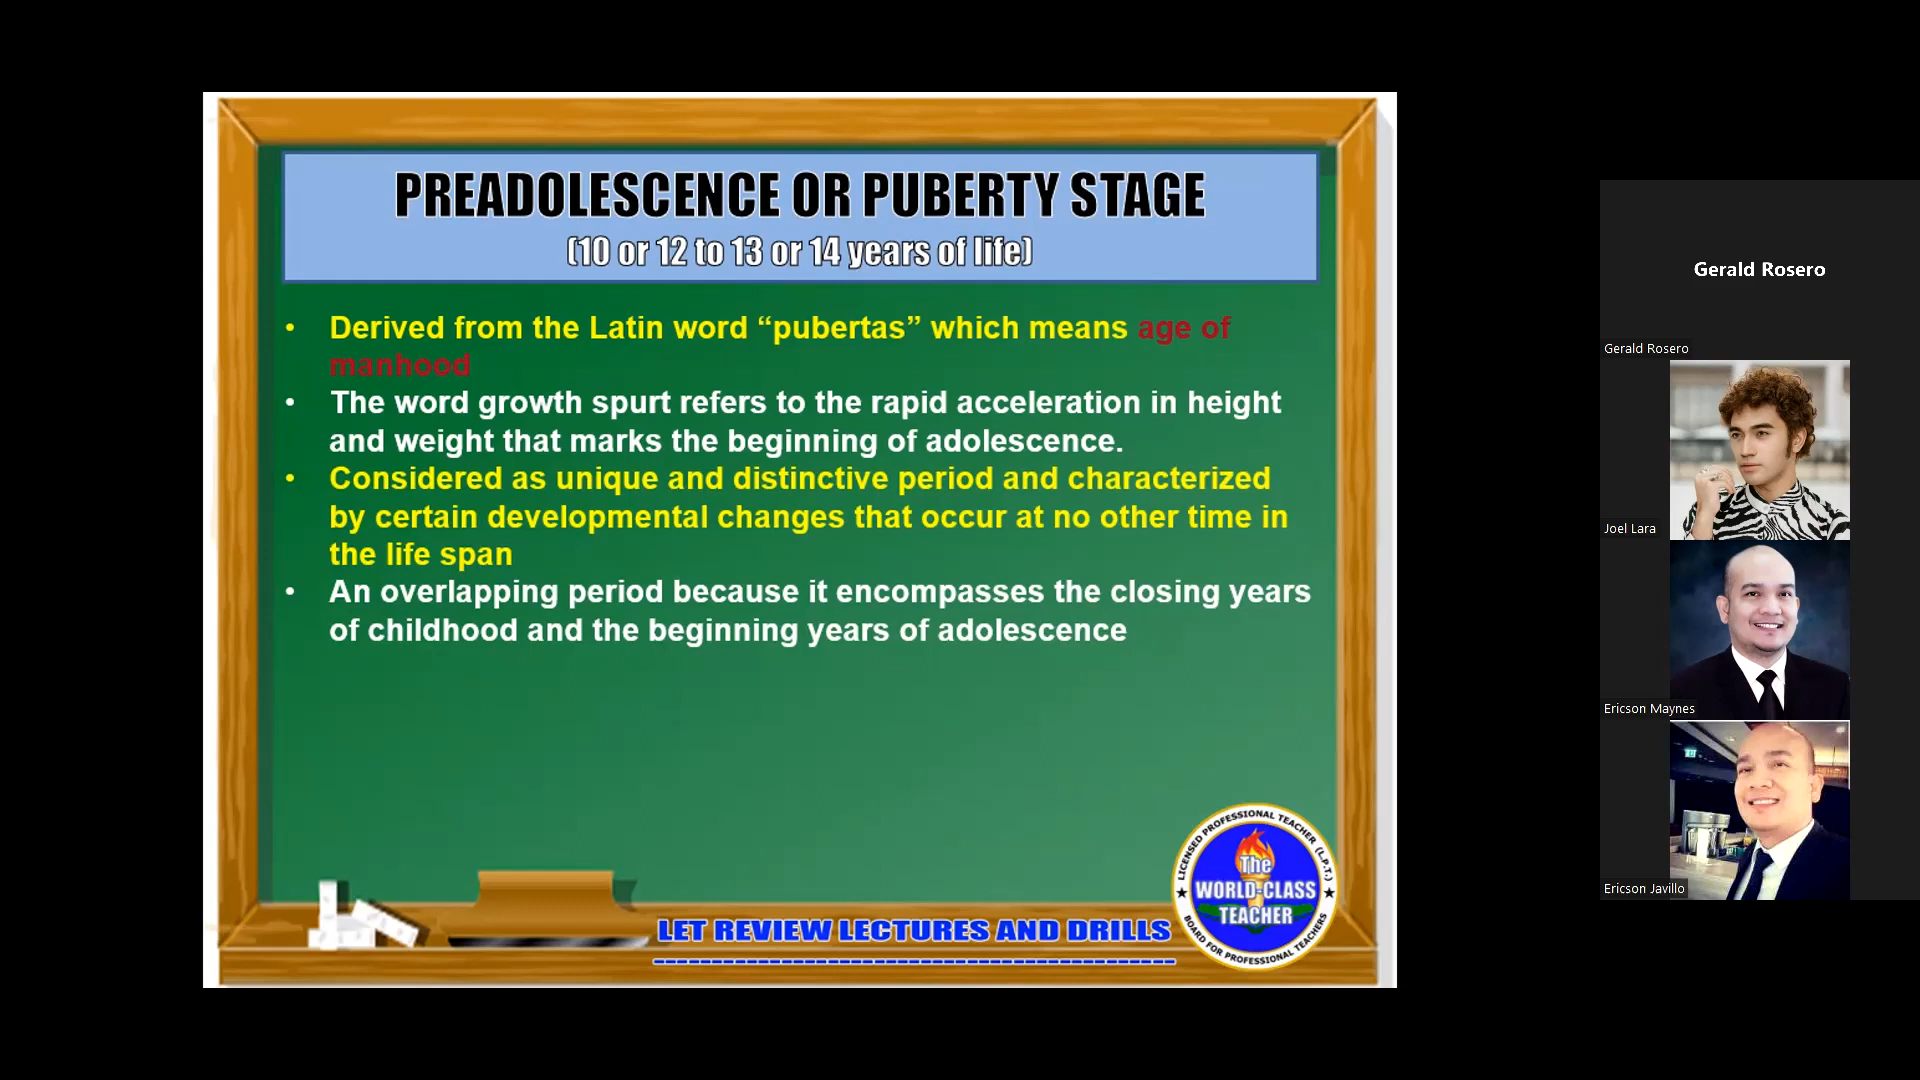 PREADOLESCENCE OR PUBERTY STAGE
(10 or 12 to 13 or 14 years of life)
• Derived from the Latin word “pubertas” which means age of
manhood
• The word growth spurt refers to the rapid acceleration in height
and weight that marks the beginning of adolescence.
• Considered as unique and distinctive period and characterized
by certain developmental changes that occur at no other time in
the life span
• An overlapping period because it encompasses the closing years
of childhood and the beginning years of adolescence
LET REVIEW LECTURES AND DRILLS
LICENSED PROFESSIONAL TEACHER (L.P.T.)
The
WORLD-CLASS
TEACHER
BOARD FOR PROFESSIONAL TEACHERS
Gerald Rosero
Gerald Rosero
Joel Lara
Ericson Maynes
Ericson Javillo